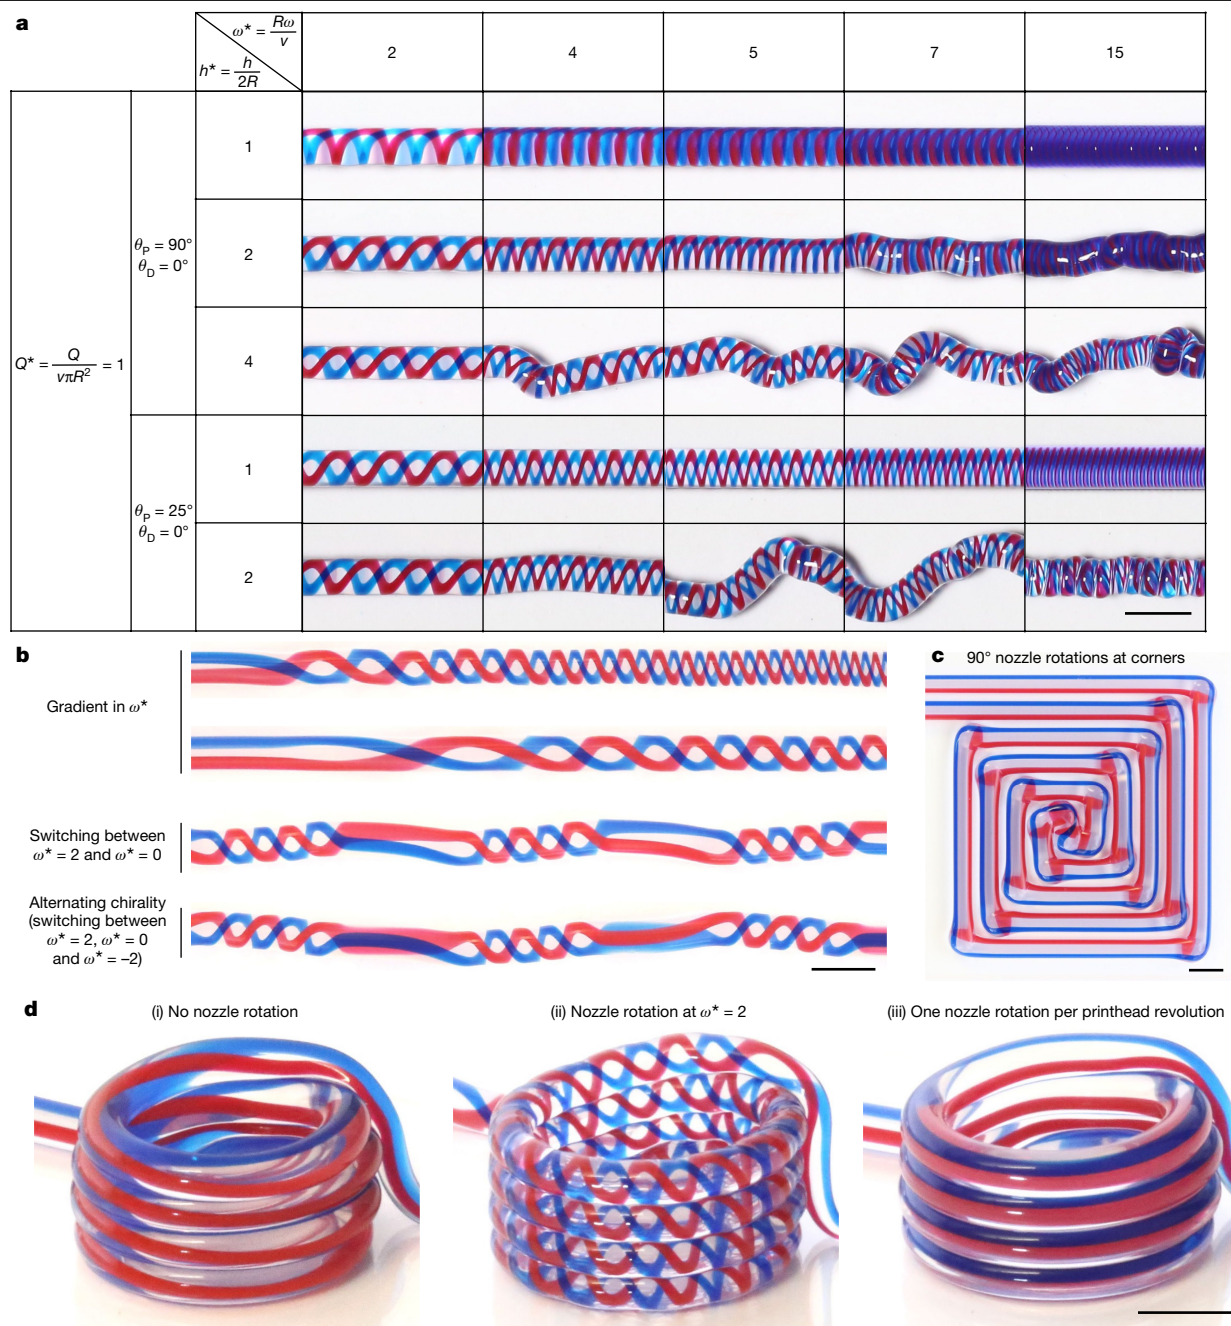 a
ω* = Rω/v
h* = h/2R
2
4
5
7
15
Q* = Q/vπR² = 1
θP = 90°
θD = 0°
1
2
4
θP = 25°
θD = 0°
1
2
b
Gradient in ω*
Switching between
ω* = 2 and ω* = 0
Alternating chirality
(switching between
ω* = 2, ω* = 0
and ω* = –2)
c
90° nozzle rotations at corners
d
(i) No nozzle rotation
(ii) Nozzle rotation at ω* = 2
(iii) One nozzle rotation per printhead revolution